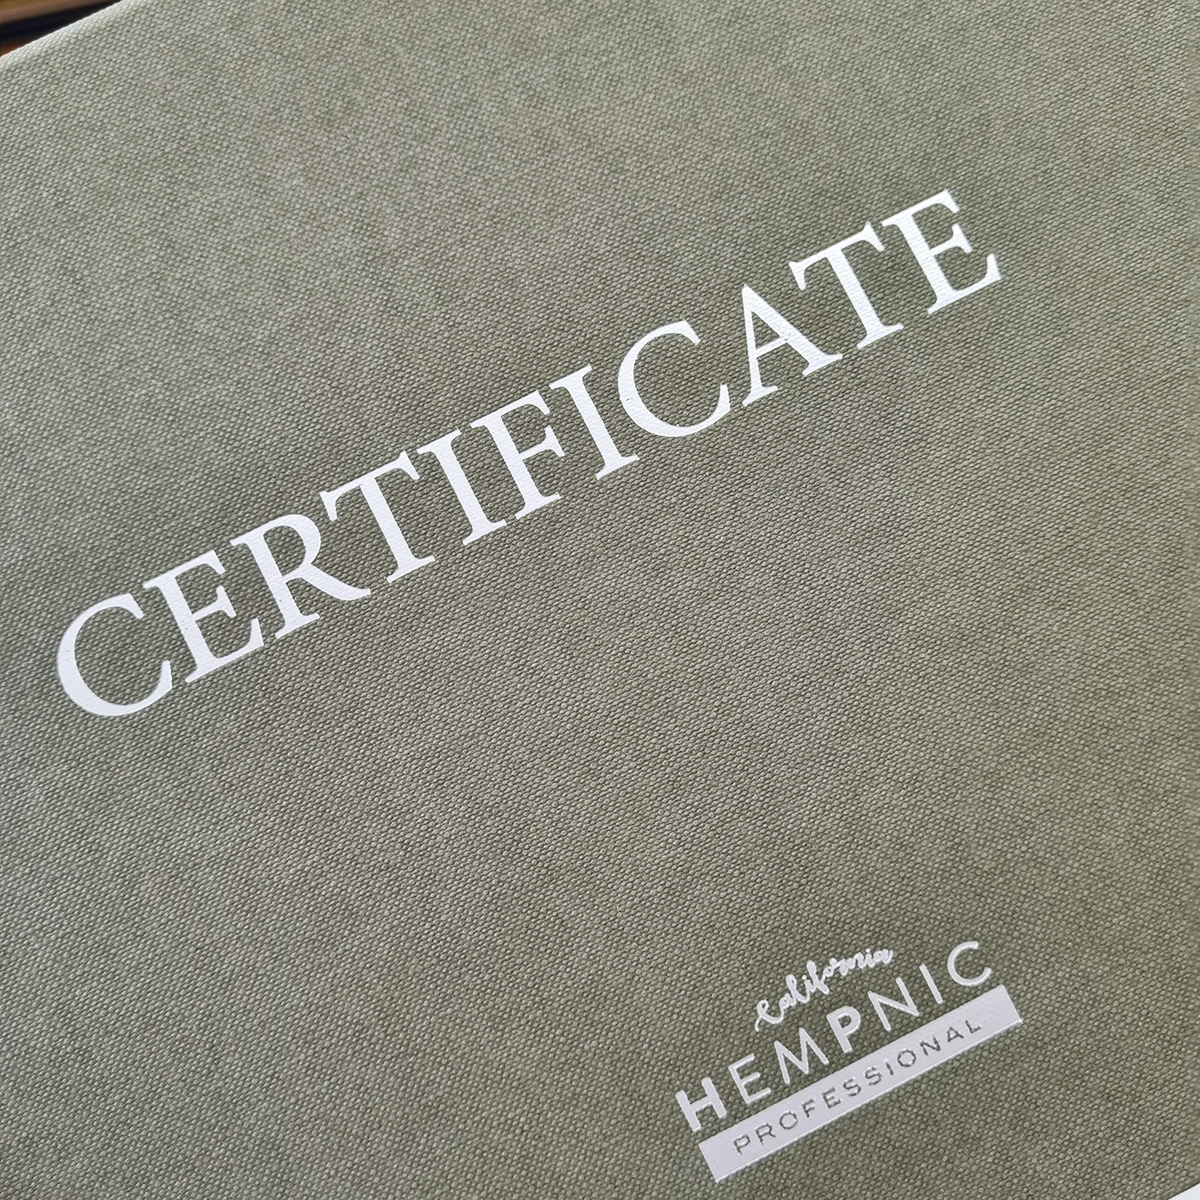 CERTIFICATE
California
HEMPNIC
PROFESSIONAL